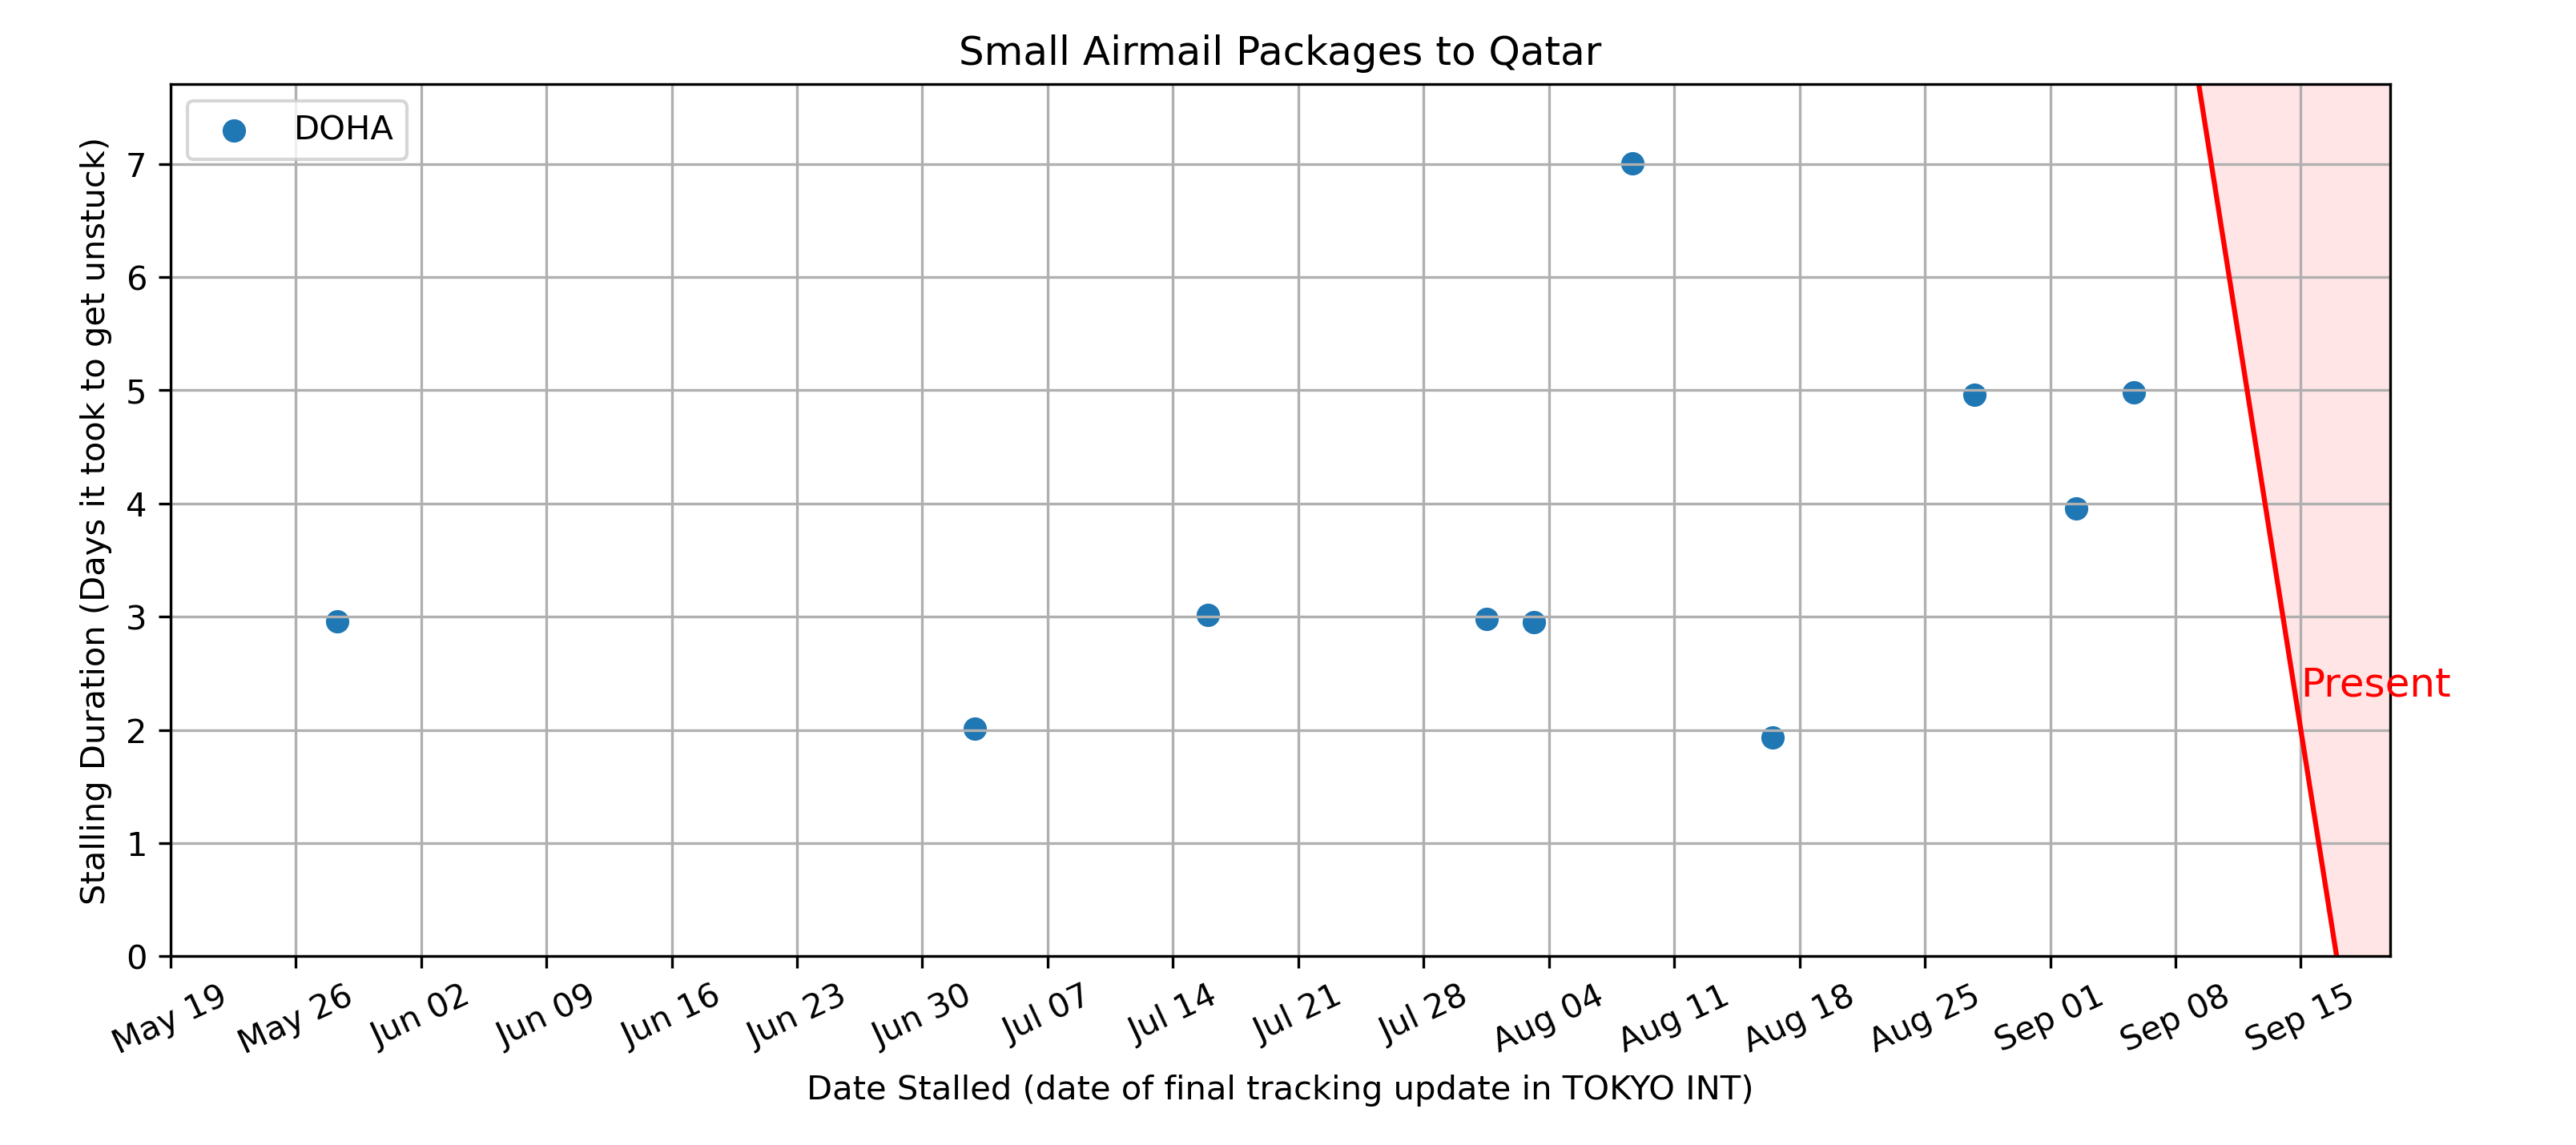 Small Airmail Packages to Qatar
DOHA
Stalling Duration (Days it took to get unstuck)
7
6
5
4
3
2
1
0
Present
May 19
May 26
Jun 02
Jun 09
Jun 16
Jun 23
Jun 30
Jul 07
Jul 14
Jul 21
Jul 28
Aug 04
Aug 11
Aug 18
Aug 25
Sep 01
Sep 08
Sep 15
Date Stalled (date of final tracking update in TOKYO INT)